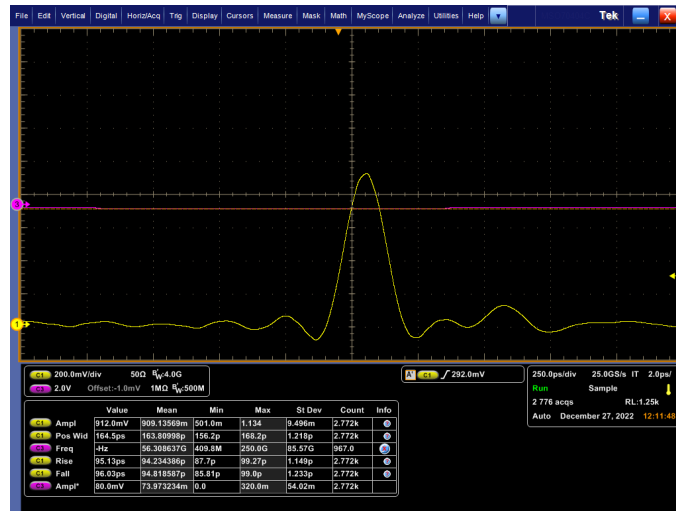 File Edit Vertical Digital Horiz/Acq Trig Display Cursors Measure Mask Math MyScope Analyze Utilities Help Tek X
3
1
C1 200.0mV/div 50Ω BW:4.0G
C3 2.0V Offset:-1.0mV 1MΩ BW:500M
A' C1 292.0mV
250.0ps/div 25.0GS/s IT 2.0ps/
Run Sample
2 776 acqs RL:1.25k
Auto December 27, 2022 12:11:48
Value Mean Min Max St Dev Count Info
C1 Ampl 912.0mV 909.13569m 501.0m 1.134 9.496m 2.772k
C1 Pos Wid 164.5ps 163.80998p 156.2p 168.2p 1.218p 2.772k
C3 Freq -Hz 56.308637G 409.8M 250.0G 85.57G 967.0
C1 Rise 95.13ps 94.234386p 87.7p 99.27p 1.149p 2.772k
C1 Fall 96.03ps 94.818587p 85.81p 99.0p 1.233p 2.772k
C3 Ampl* 80.0mV 73.973234m 0.0 320.0m 54.02m 2.772k